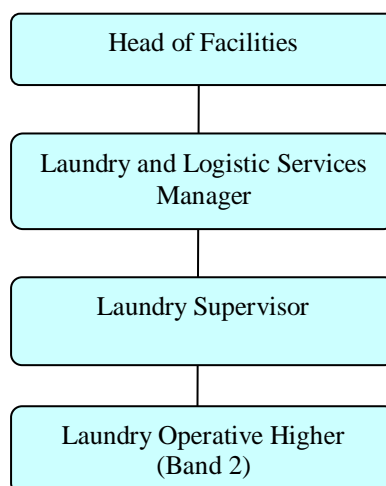 Head of Facilities
Laundry and Logistic Services
Manager
Laundry Supervisor
Laundry Operative Higher
(Band 2)